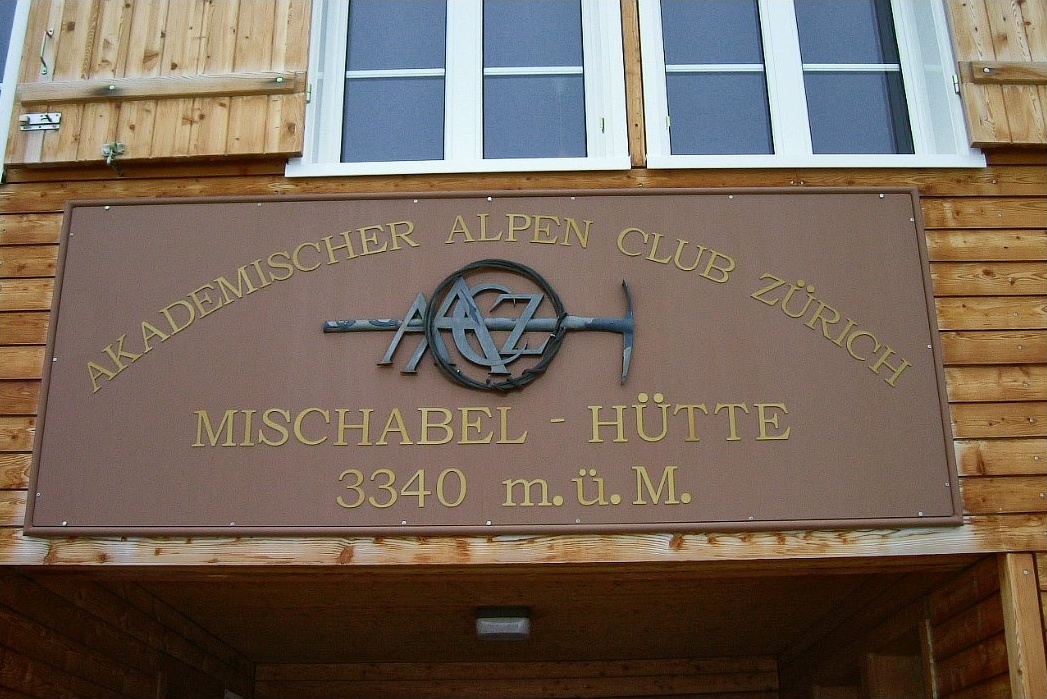 AKADEMISCHER ALPEN CLUB ZÜRICH
AACZ
MISCHABEL - HÜTTE
3340 m.ü.M.